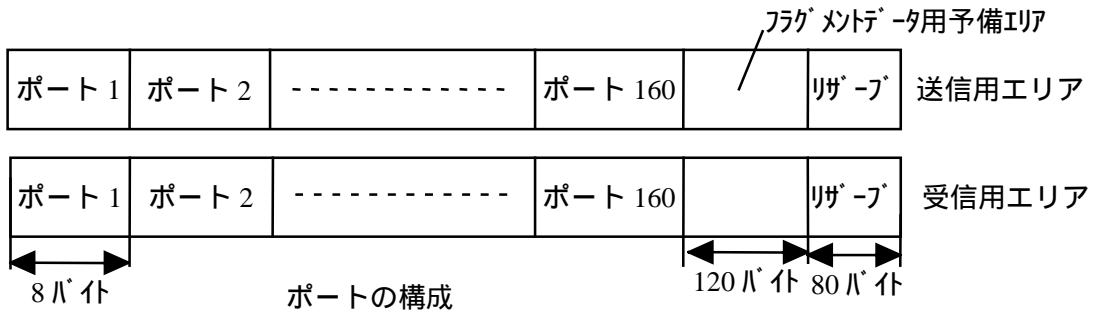 ﾌﾗｸﾞﾒﾝﾄﾃﾞｰﾀ用予備ｴﾘｱ
ポート 1 ポート 2 - - - - - - - - - - - - ポート 160 ﾘｻﾞｰﾌﾞ 送信用エリア
ポート 1 ポート 2 - - - - - - - - - - - - ポート 160 ﾘｻﾞｰﾌﾞ 受信用エリア
8 ﾊﾞｲﾄ 120 ﾊﾞｲﾄ 80 ﾊﾞｲﾄ
ポートの構成